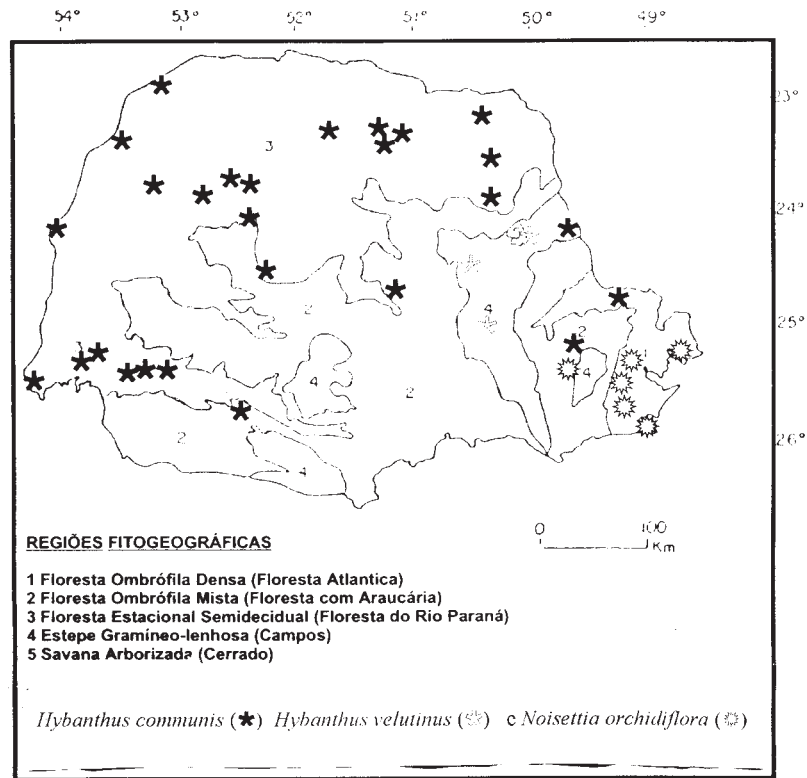 54° 53° 52° 51° 50° 49°
23°
3
24°
2
4
25°
2
3
4
2
4
26°
2
4
0 100
Km
REGIÕES FITOGEOGRÁFICAS
1 Floresta Ombrófila Densa (Floresta Atlantica)
2 Floresta Ombrófila Mista (Floresta com Araucária)
3 Floresta Estacional Semidecidual (Floresta do Rio Paraná)
4 Estepe Gramíneo-lenhosa (Campos)
5 Savana Arborizada (Cerrado)
Hybanthus communis (★) Hybanthus velutinus ( ) e Noisettia orchidiflora ( )